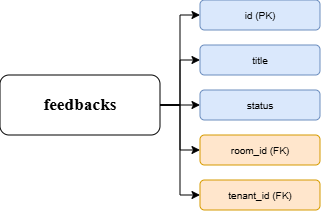 feedbacks
id (PK)
title
status
room_id (FK)
tenant_id (FK)